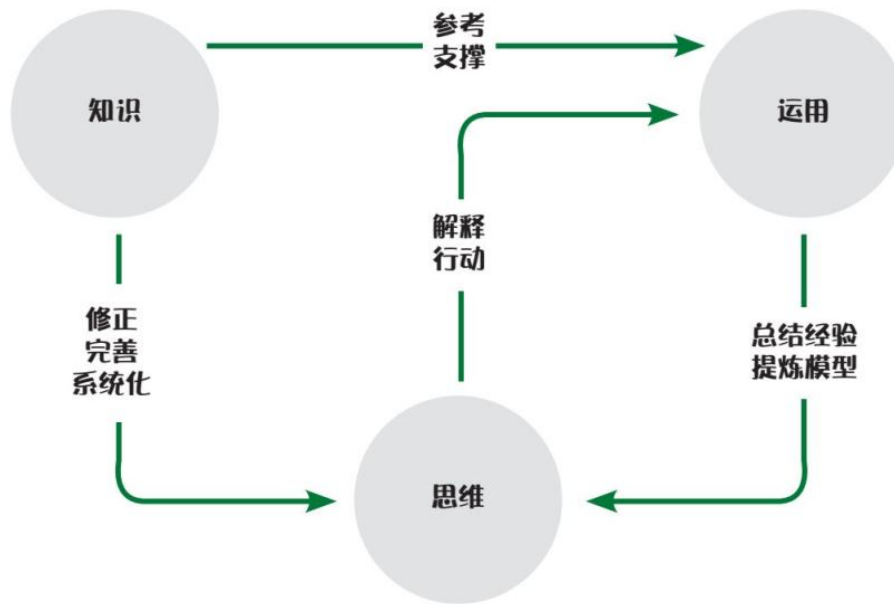 参考
支撑
知识
运用
解释
行动
修正
完善
系统化
总结经验
提炼模型
思维